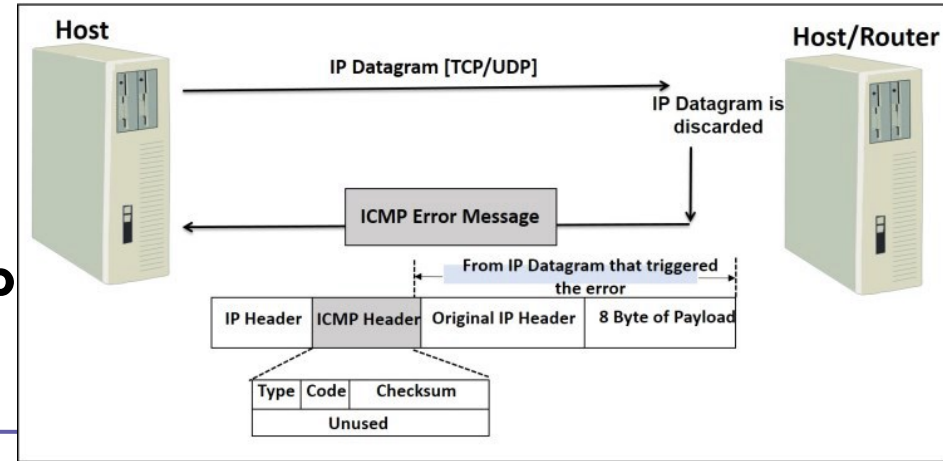 Host
Host/Router
IP Datagram [TCP/UDP]
IP Datagram is
discarded
ICMP Error Message
From IP Datagram that triggered
the error
IP Header
ICMP Header
Original IP Header
8 Byte of Payload
Type
Code
Checksum
Unused